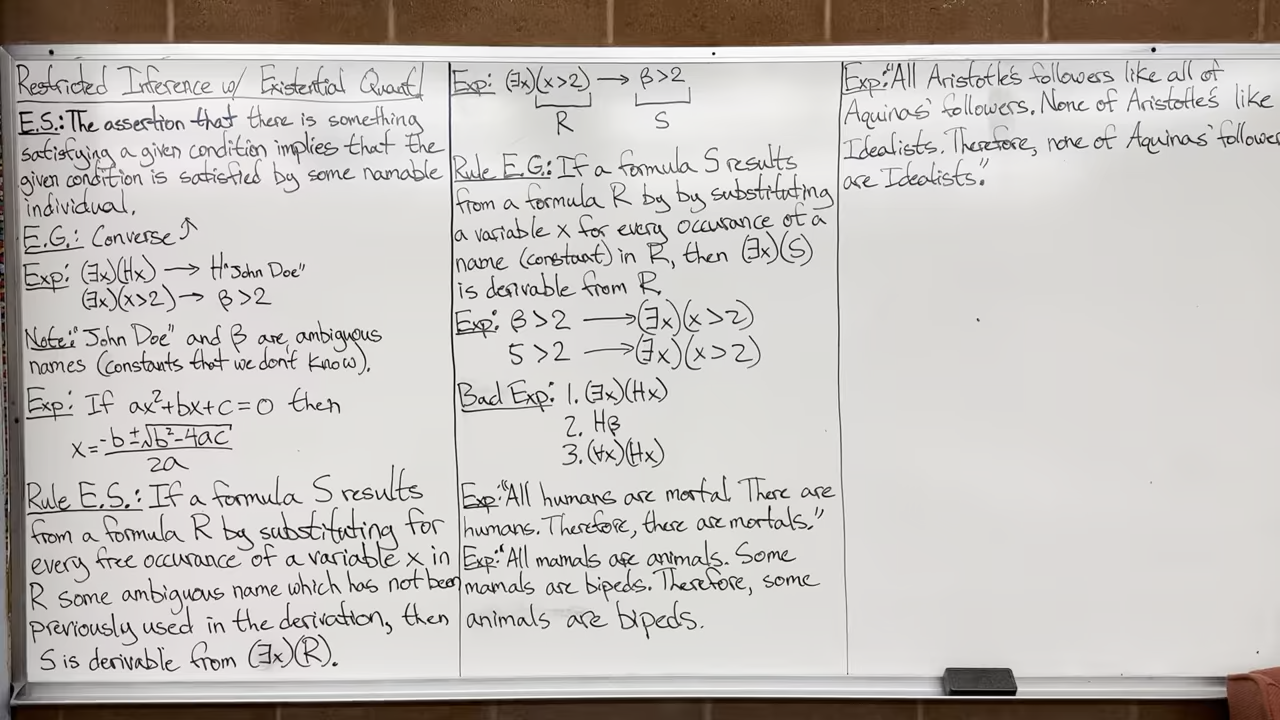 Restricted Inference w/ Existential Quant
E.S.: The assertion that there is something
satisfying a given condition implies that the
given condition is satisfied by some namable
individual.
E.G.: Converse ↑
Exp: (∃x)(Hx) → H"John Doe"
(∃x)(x>2) → β>2
Note: "John Doe" and β are ambiguous
names (constants that we don't know).
Exp: If ax²+bx+c=0 then
x = (-b±√(b²-4ac))/2a
Rule E.S.: If a formula S results
from a formula R by substituting for
every free occurance of a variable x in
R some ambiguous name which has not been
previously used in the derivation, then
S is derivable from (∃x)(R).
Exp: (∃x)(x>2) → β>2
R S
Rule E.G.: If a formula S results
from a formula R by by substituting
a variable x for every occurance of a
name (constant) in R, then (∃x)(S)
is derivable from R.
Exp: β>2 → (∃x)(x>2)
5>2 → (∃x)(x>2)
Bad Exp: 1. (∃x)(Hx)
2. Hβ
3. (∀x)(Hx)
Exp: "All humans are mortal. There are
humans. Therefore, there are mortals."
Exp: "All mamals are animals. Some
mamals are bipeds. Therefore, some
animals are bipeds.
Exp: "All Aristotle's followers like all of
Aquinas' followers. None of Aristotle's like
Idealists. Therefore, none of Aquinas' follower
are Idealists."